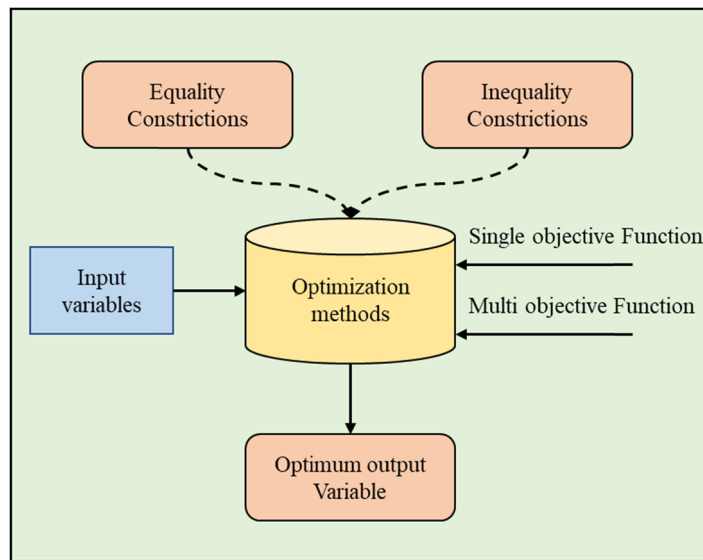 Equality
Constrictions
Inequality
Constrictions
Single objective Function
Input
variables
Optimization
methods
Multi objective Function
Optimum output
Variable